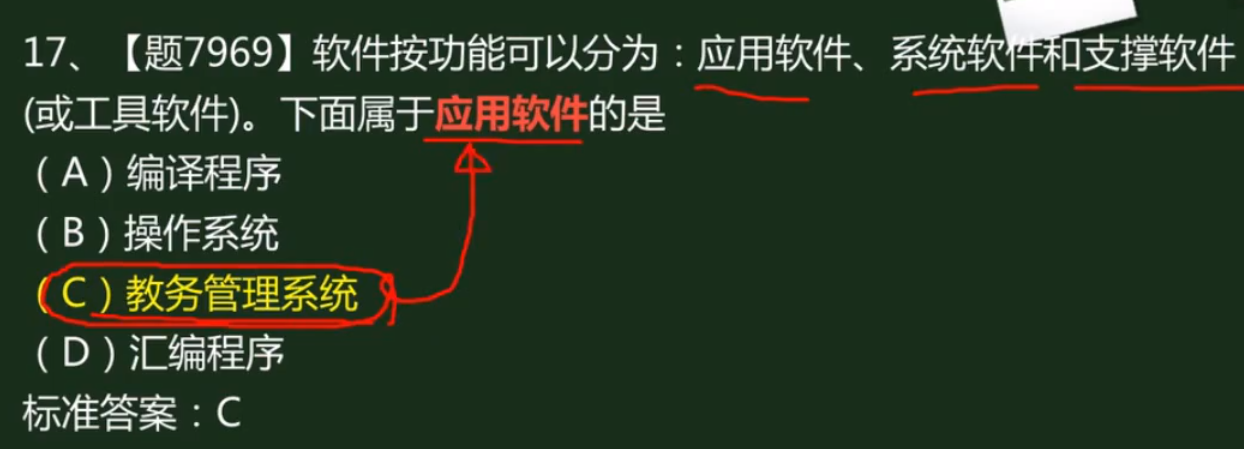 17、【题7969】软件按功能可以分为：应用软件、系统软件和支撑软件
(或工具软件)。下面属于应用软件的是
（A）编译程序
（B）操作系统
（C）教务管理系统
（D）汇编程序
标准答案：C